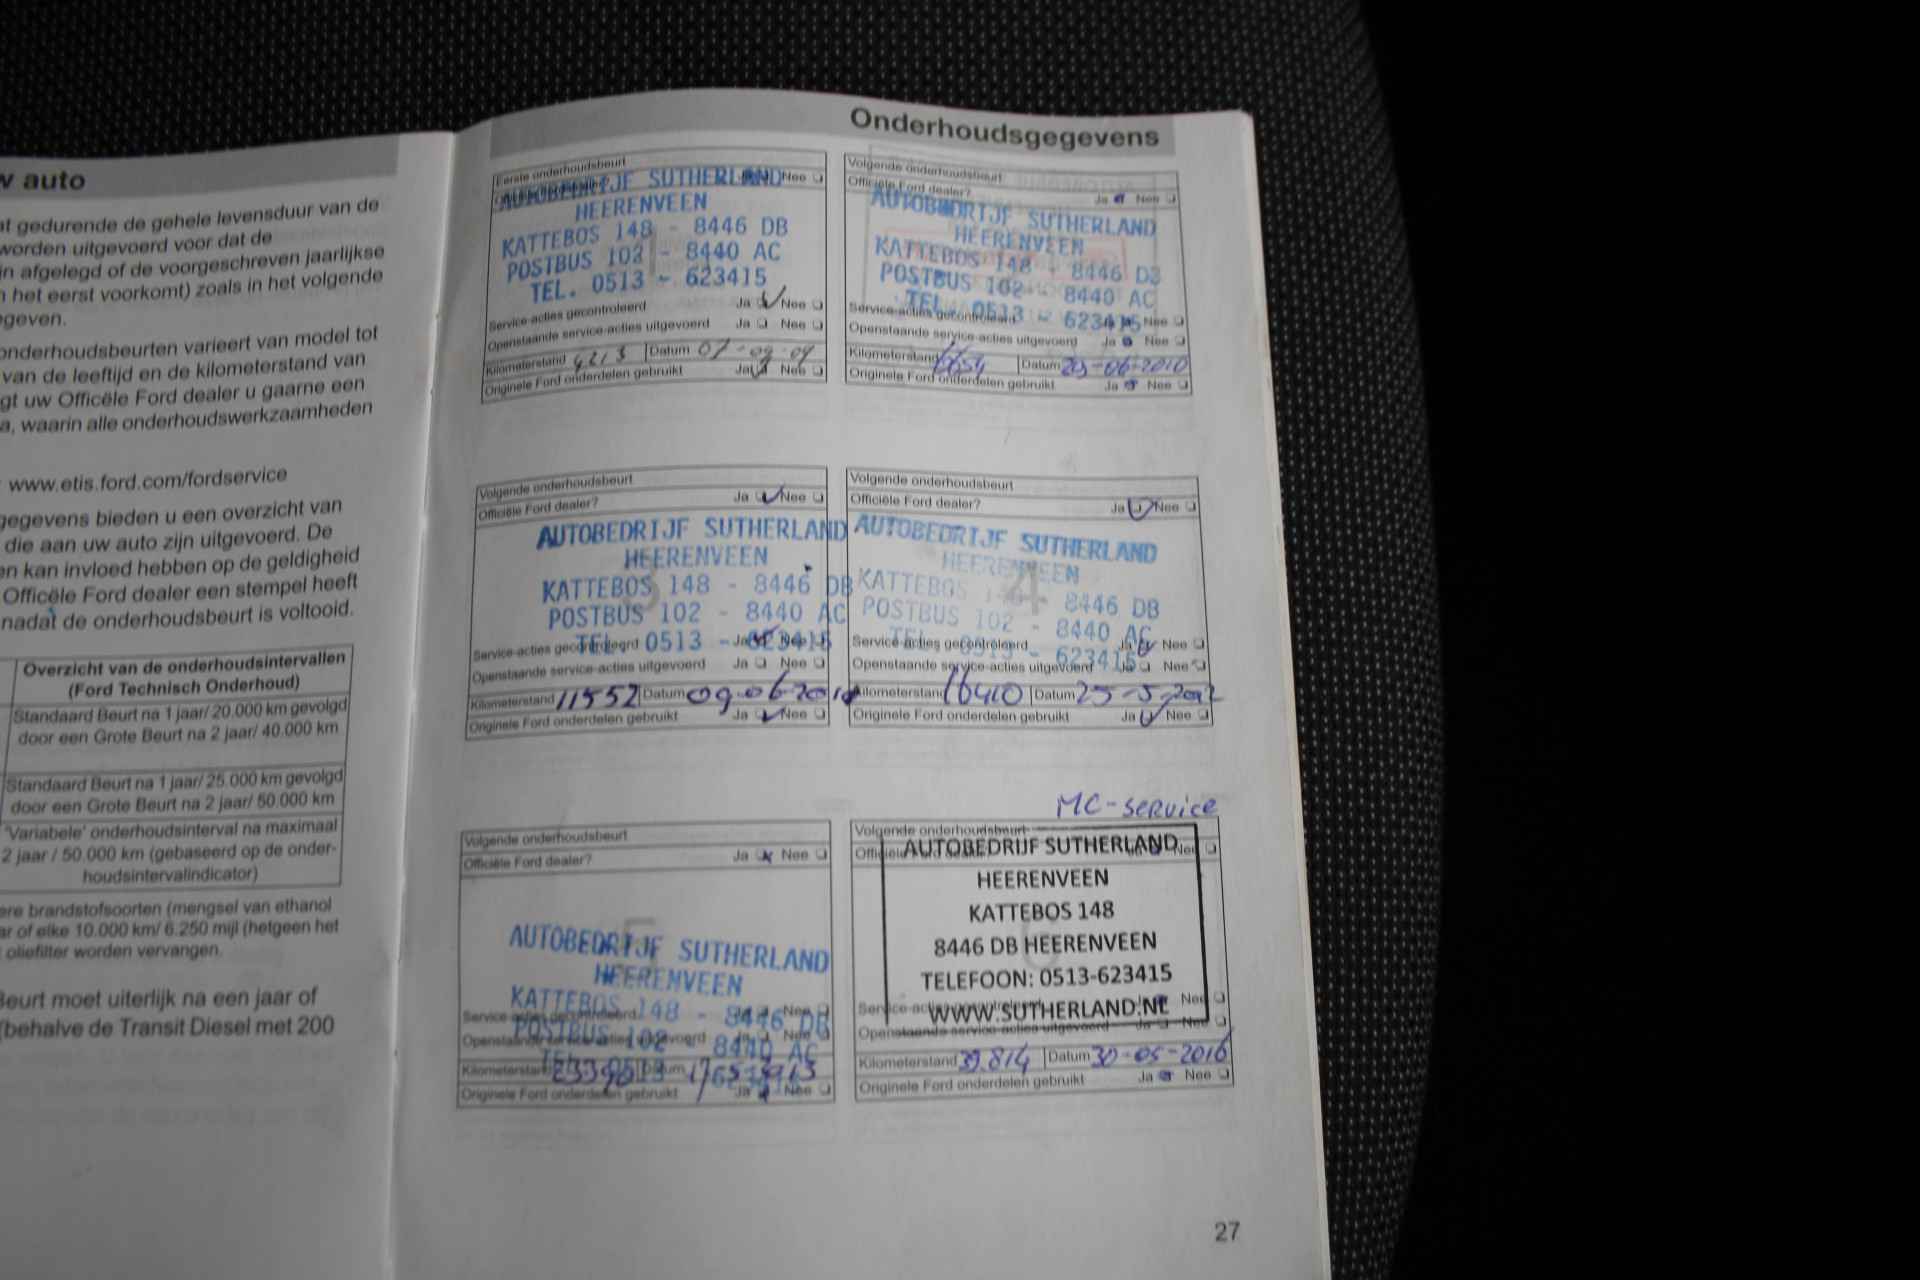 w auto
at gedurende de gehele levensduur van de
worden uitgevoerd voor dat de
jn afgelegd of de voorgeschreven jaarlijkse
n het eerst voorkomt) zoals in het volgende
egeven.
onderhoudsbeurten varieert van model tot
van de leeftijd en de kilometerstand van
gt uw Officële Ford dealer u gaarne een
a, waarin alle onderhoudswerkzaamheden
www.etis.ford.com/fordservice
gegevens bieden u een overzicht van
die aan uw auto zijn uitgevoerd. De
en kan invloed hebben op de geldigheid
Officële Ford dealer een stempel heeft
nadat de onderhoudsbeurt is voltooid.
Overzicht van de onderhoudsintervallen
(Ford Technisch Onderhoud)
Standaard Beurt na 1 jaar/ 20.000 km gevolgd
door een Grote Beurt na 2 jaar/ 40.000 km
Standaard Beurt na 1 jaar/ 25.000 km gevolgd
door een Grote Beurt na 2 jaar/ 50.000 km
'Variabele' onderhoudsinterval na maximaal
2 jaar / 50.000 km (gebaseerd op de onder-
houdsintervalindicator)
ere brandstofsoorten (mengsel van ethanol
ar of elke 10.000 km/ 6.250 mijl (hetgeen het
oliefilter worden vervangen.
Beurt moet uiterlijk na een jaar of
(behalve de Transit Diesel met 200
Onderhoudsgegevens
Eerste onderhoudsbeurt
Nee
AUTOBEDRIJF SUTHERLAND
HEERENVEEN
KATTEBOS 148 - 8446 DB
POSTBUS 102 - 8440 AC
TEL. 0513 - 623415
Service-acties gecontroleerd Ja Nee
Openstaande service-acties uitgevoerd Ja Nee
Kilometerstand 4213 Datum 07-09-09
Originele Ford onderdelen gebruikt Ja Nee
Volgende onderhoudsbeurt
Officiële Ford dealer? Ja Nee
AUTOBEDRIJF SUTHERLAND
HEERENVEEN
KATTEBOS 148 - 8446 DB
POSTBUS 102 - 8440 AC
TEL. 0513 - 623415
Service-acties gecontroleerd Nee
Openstaande service-acties uitgevoerd Ja Nee
Kilometerstand Datum -06-2010
Originele Ford onderdelen gebruikt Ja Nee
Volgende onderhoudsbeurt
Officiële Ford dealer? Ja Nee
AUTOBEDRIJF SUTHERLAND
HEERENVEEN
3
KATTEBOS 148 - 8446 DB
POSTBUS 102 - 8440 AC
TEL. 0513 - 623415
Service-acties gecontroleerd Ja Nee
Openstaande service-acties uitgevoerd Ja Nee
Kilometerstand 11552 Datum 09-06-
Originele Ford onderdelen gebruikt Ja Nee
Volgende onderhoudsbeurt
Officiële Ford dealer? Ja Nee
AUTOBEDRIJF SUTHERLAND
HEERENVEEN
4
KATTEBOS 148 - 8446 DB
POSTBUS 102 - 8440 AC
TEL. 0513 - 623415
Service-acties gecontroleerd Ja Nee
Openstaande service-acties uitgevoerd Ja Nee
Kilometerstand 16410 Datum 25-5-2012
Originele Ford onderdelen gebruikt Ja Nee
Volgende onderhoudsbeurt
Officiële Ford dealer? Ja Nee
5
AUTOBEDRIJF SUTHERLAND
HEERENVEEN
KATTEBOS 148 - 8446 DB
POSTBUS 102 8440 AC
TEL. 0513 623415
Service-acties gecontroleerd Ja Nee
Openstaande service-acties uitgevoerd Ja Nee
Kilometerstand Datum
Originele Ford onderdelen gebruikt Ja Nee
MC-service
Volgende onderhoudsbeurt
Officiële Ford dealer? Ja Nee
AUTOBEDRIJF SUTHERLAND
HEERENVEEN
KATTEBOS 148
6
8446 DB HEERENVEEN
TELEFOON: 0513-623415
WWW.SUTHERLAND.NL
Service-acties gecontroleerd Ja Nee
Openstaande service-acties uitgevoerd Ja Nee
Kilometerstand 39.814 Datum 30-05-2016
Originele Ford onderdelen gebruikt Ja Nee
27